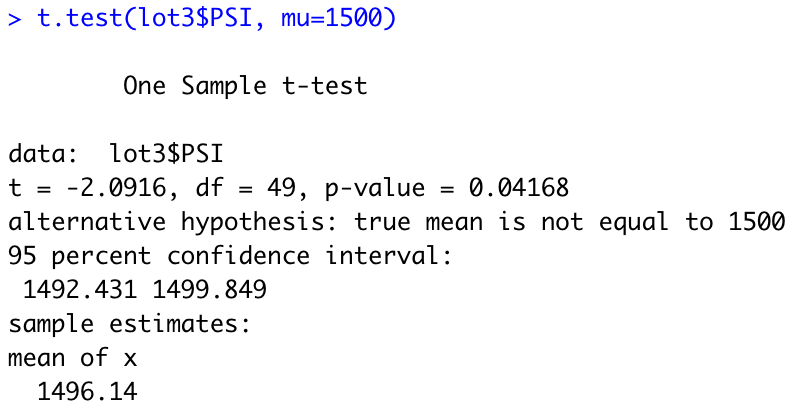 > t.test(lot3$PSI, mu=1500)
One Sample t-test
data:  lot3$PSI
t = -2.0916, df = 49, p-value = 0.04168
alternative hypothesis: true mean is not equal to 1500
95 percent confidence interval:
1492.431 1499.849
sample estimates:
mean of x
1496.14